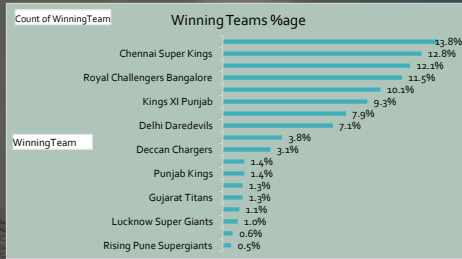 Count of WinningTeam
Winning Teams %age
13.8%
Chennai Super Kings 12.8%
12.1%
Royal Challengers Bangalore 11.5%
10.1%
Kings XI Punjab 9.3%
7.9%
Delhi Daredevils 7.1%
3.8%
WinningTeam
Deccan Chargers 3.1%
1.4%
Punjab Kings 1.4%
1.3%
Gujarat Titans 1.3%
1.1%
Lucknow Super Giants 1.0%
0.6%
Rising Pune Supergiants 0.5%